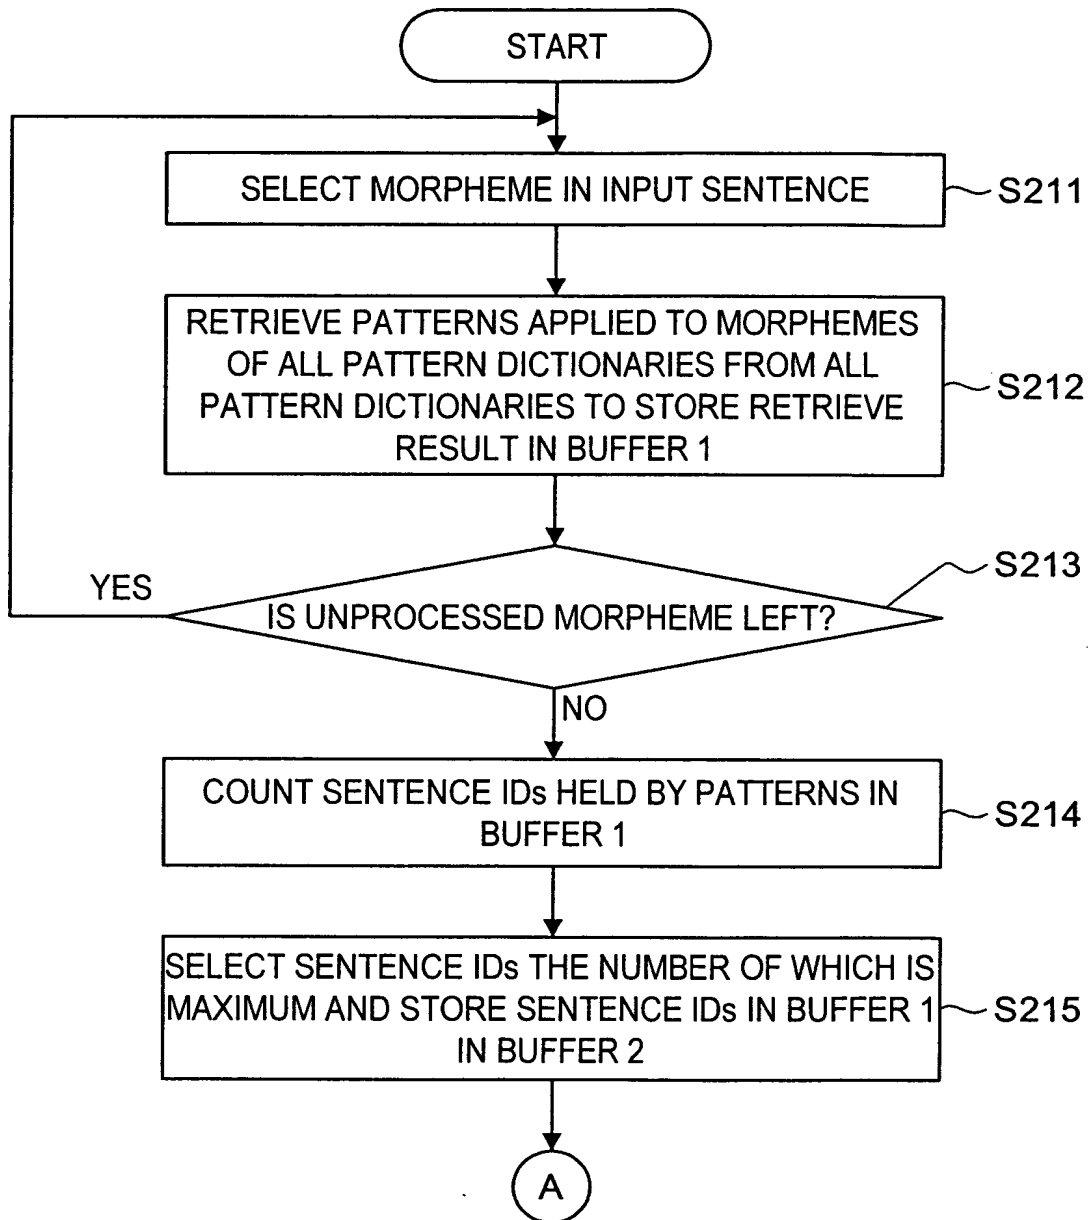 START
SELECT MORPHEME IN INPUT SENTENCE
S211
RETRIEVE PATTERNS APPLIED TO MORPHEMES
OF ALL PATTERN DICTIONARIES FROM ALL
PATTERN DICTIONARIES TO STORE RETRIEVE
RESULT IN BUFFER 1
S212
IS UNPROCESSED MORPHEME LEFT?
S213
YES
NO
COUNT SENTENCE IDs HELD BY PATTERNS IN
BUFFER 1
S214
SELECT SENTENCE IDs THE NUMBER OF WHICH IS
MAXIMUM AND STORE SENTENCE IDs IN BUFFER 1
IN BUFFER 2
S215
A